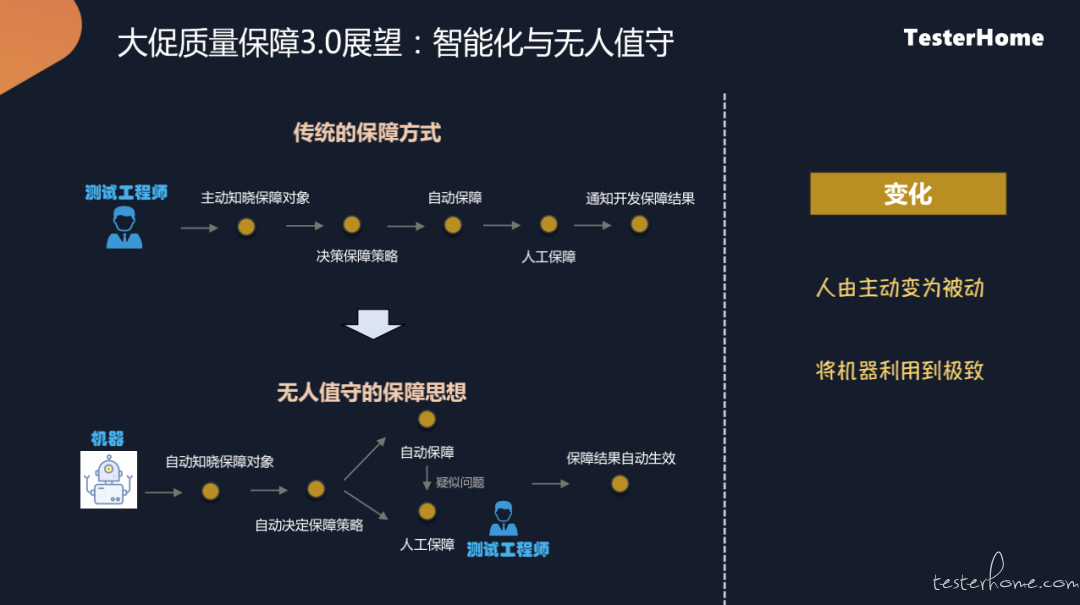 大促质量保障3.0展望：智能化与无人值守
TesterHome
传统的保障方式
测试工程师
主动知晓保障对象
决策保障策略
自动保障
人工保障
通知开发保障结果
无人值守的保障思想
机器
自动知晓保障对象
自动决定保障策略
自动保障
疑似问题
人工保障
测试工程师
保障结果自动生效
变化
人由主动变为被动
将机器利用到极致
testerhome.com